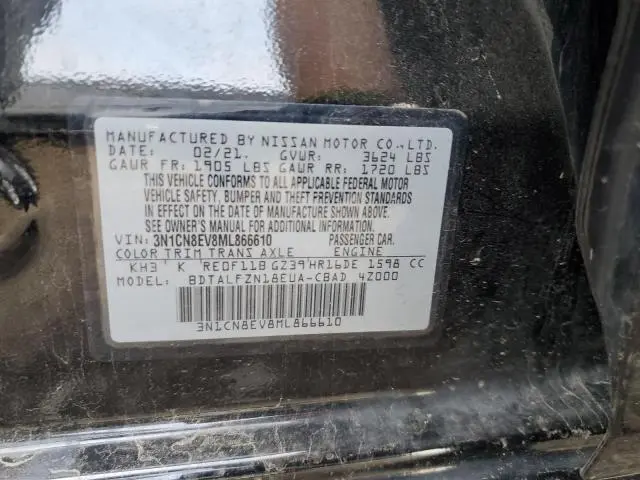 MANUFACTURED BY NISSAN MOTOR CO.,LTD.
DATE: 02/21. GVWR: 3624 LBS
GAWR FR: 1905 LBS GAWR RR: 1720 LBS
THIS VEHICLE CONFORMS TO ALL APPLICABLE FEDERAL MOTOR
VEHICLE SAFETY, BUMPER AND THEFT PREVENTION STANDARDS
IN EFFECT ON THE DATE OF MANUFACTURE SHOWN ABOVE.
SEE OWNER'S MANUAL FOR ADDITIONAL INFORMATION.
VIN: 3N1CN8EV8ML866610 PASSENGER CAR.
COLOR TRIM TRANS AXLE ENGINE
KH3 K RE0F11B GZ39 HR16DE 1598 CC
MODEL: BDTALFZN18EUA-CBAD 4Z000
3N1CN8EV8ML866610